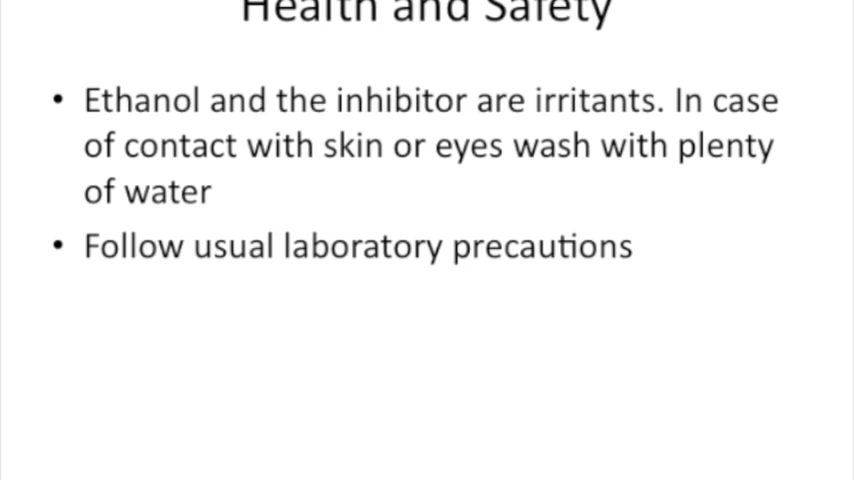 Health and Safety
• Ethanol and the inhibitor are irritants. In case
of contact with skin or eyes wash with plenty
of water
• Follow usual laboratory precautions